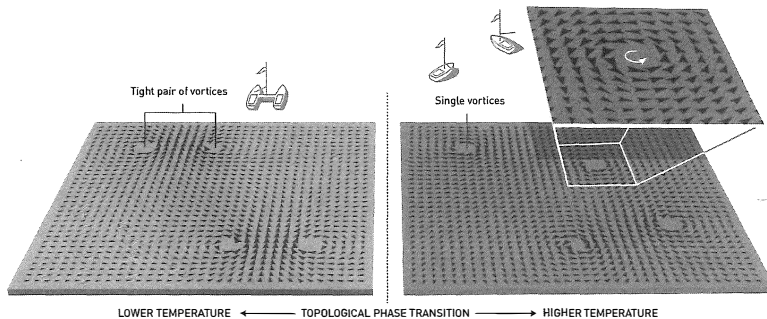 Tight pair of vortices
Single vortices
LOWER TEMPERATURE
TOPOLOGICAL PHASE TRANSITION
HIGHER TEMPERATURE